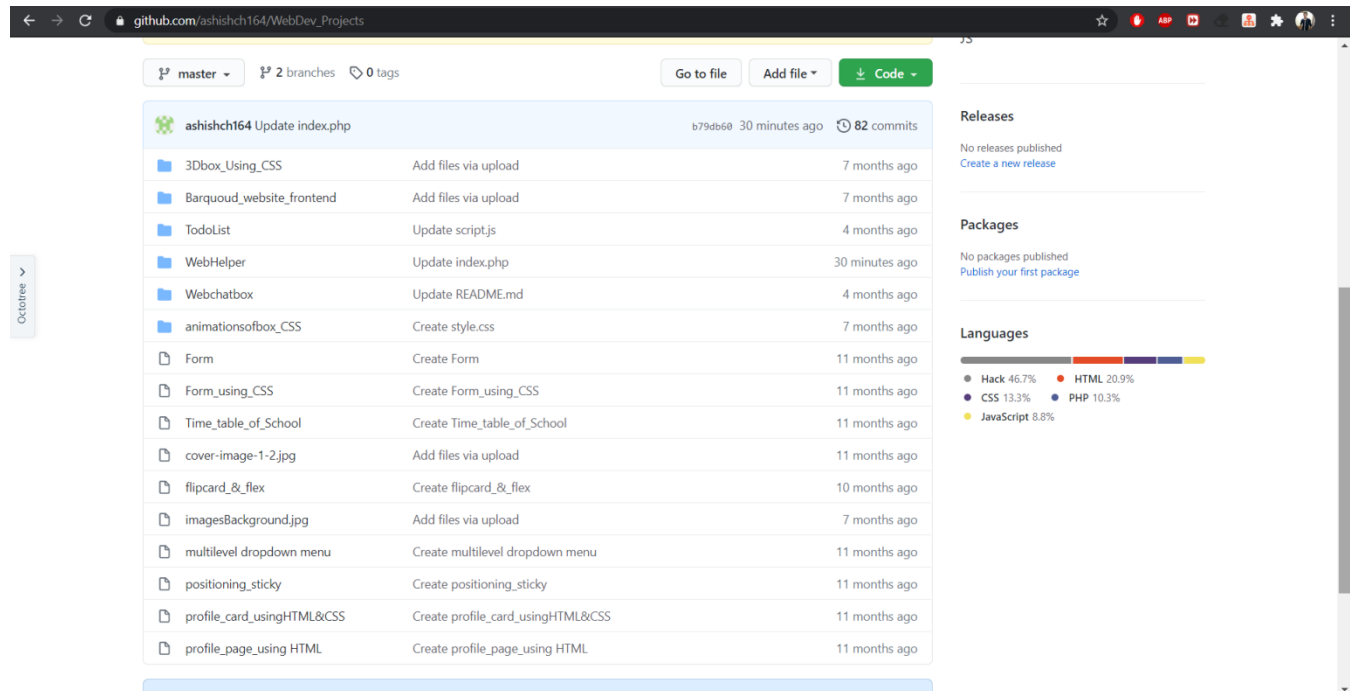 github.com/ashishch164/WebDev_Projects
ABP
JS
master 2 branches 0 tags Go to file Add file Code
ashishch164 Update index.php b79db60 30 minutes ago 82 commits
3Dbox_Using_CSS Add files via upload 7 months ago
Barquoud_website_frontend Add files via upload 7 months ago
TodoList Update script.js 4 months ago
WebHelper Update index.php 30 minutes ago
Webchatbox Update README.md 4 months ago
animationsofbox_CSS Create style.css 7 months ago
Form Create Form 11 months ago
Form_using_CSS Create Form_using_CSS 11 months ago
Time_table_of_School Create Time_table_of_School 11 months ago
cover-image-1-2.jpg Add files via upload 11 months ago
flipcard_&_flex Create flipcard_&_flex 10 months ago
imagesBackground.jpg Add files via upload 7 months ago
multilevel dropdown menu Create multilevel dropdown menu 11 months ago
positioning_sticky Create positioning_sticky 11 months ago
profile_card_usingHTML&CSS Create profile_card_usingHTML&CSS 11 months ago
profile_page_using HTML Create profile_page_using HTML 11 months ago
Octotree
Releases
No releases published
Create a new release
Packages
No packages published
Publish your first package
Languages
Hack 46.7% HTML 20.9%
CSS 13.3% PHP 10.3%
JavaScript 8.8%